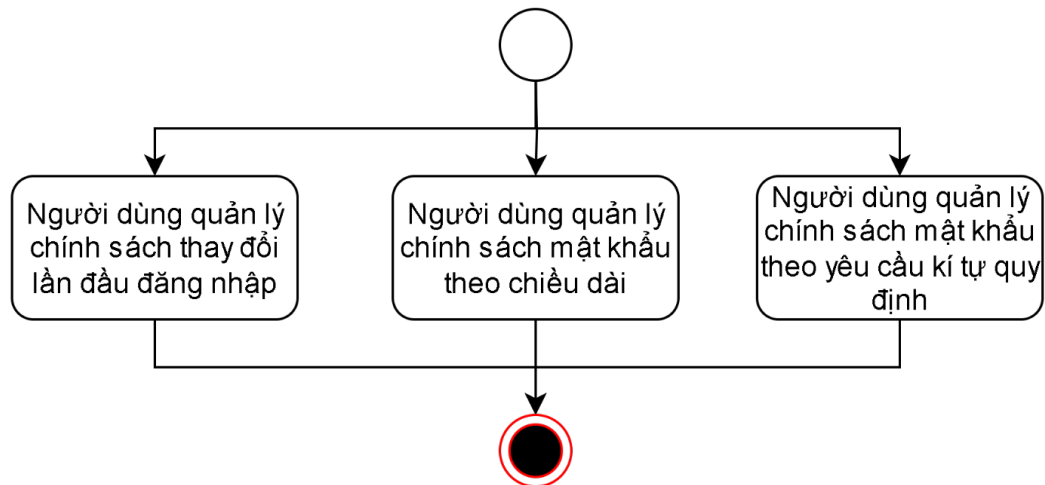 Người dùng quản lý
chính sách thay đổi
lần đầu đăng nhập
Người dùng quản lý
chính sách mật khẩu
theo chiều dài
Người dùng quản lý
chính sách mật khẩu
theo yêu cầu kí tự quy
định